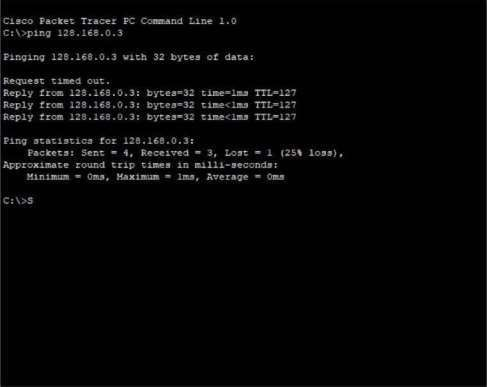 Cisco Packet Tracer PC Command Line 1.0
C:\>ping 128.168.0.3
Pinging 128.168.0.3 with 32 bytes of data:
Request timed out.
Reply from 128.168.0.3: bytes=32 time=1ms TTL=127
Reply from 128.168.0.3: bytes=32 time<1ms TTL=127
Reply from 128.168.0.3: bytes=32 time<1ms TTL=127
Ping statistics for 128.168.0.3:
Packets: Sent = 4, Received = 3, Lost = 1 (25% loss),
Approximate round trip times in milli-seconds:
Minimum = 0ms, Maximum = 1ms, Average = 0ms
C:\>S